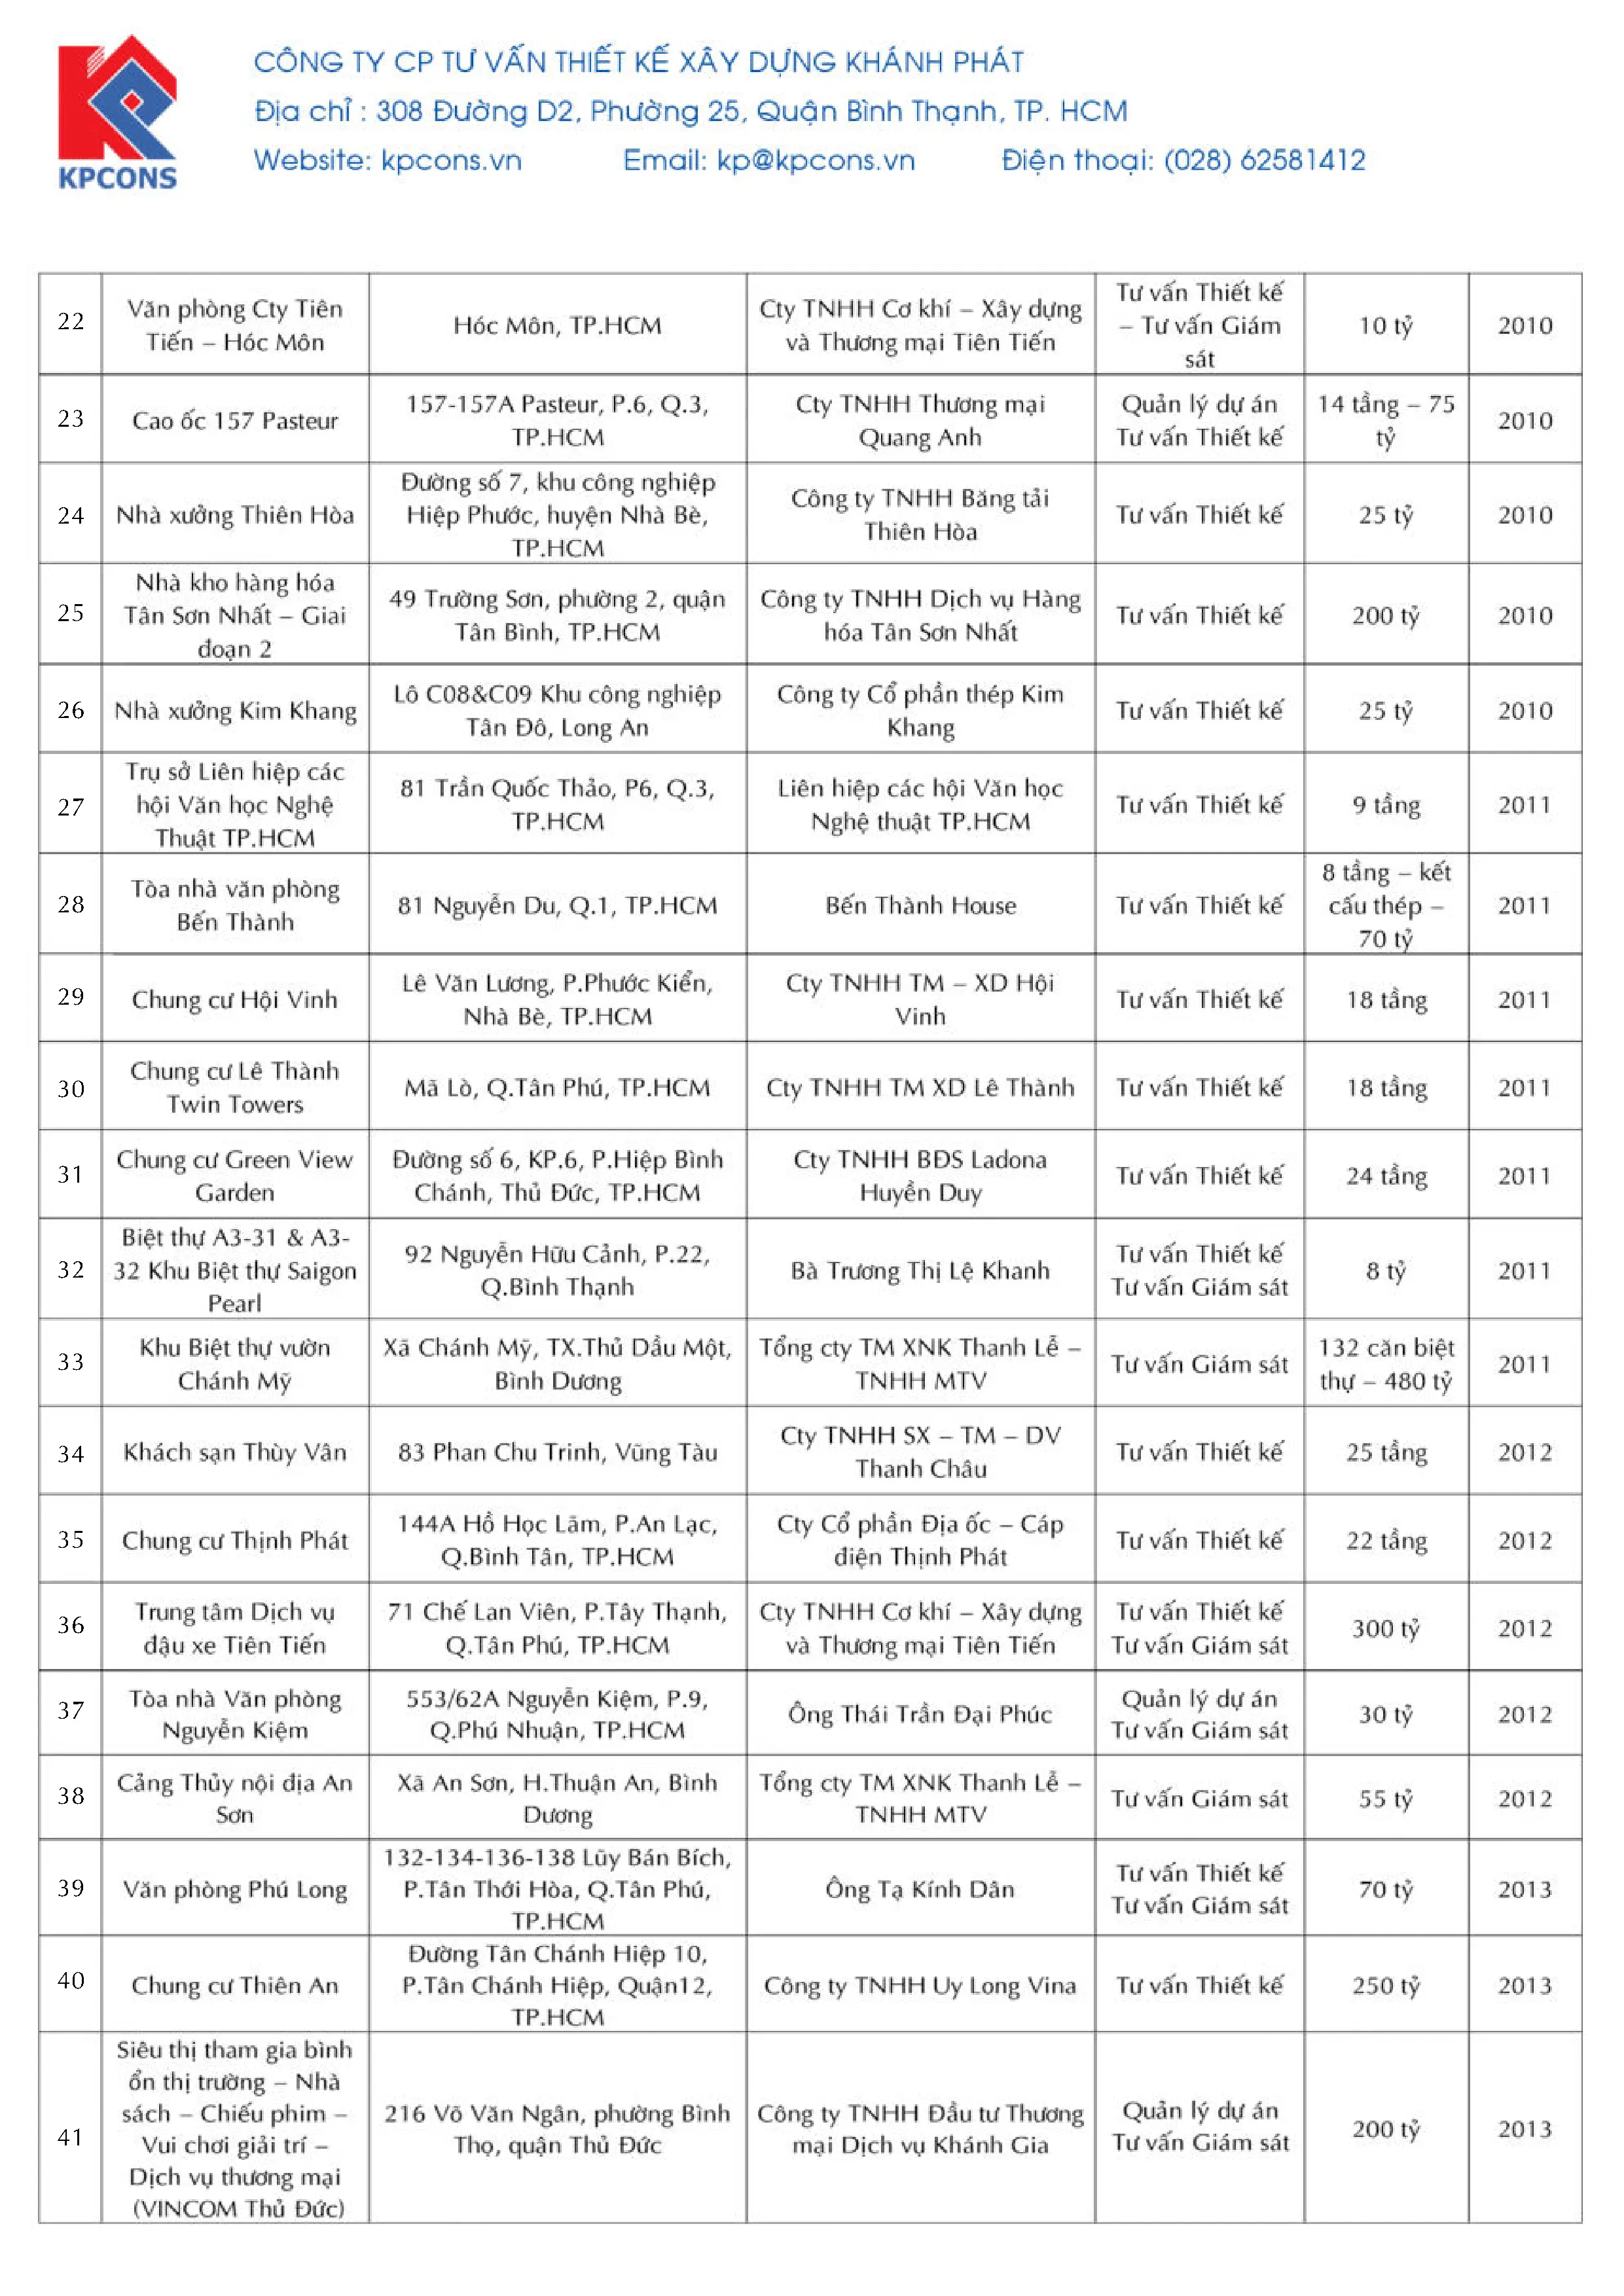 CÔNG TY CP TƯ VẤN THIẾT KẾ XÂY DỰNG KHÁNH PHÁT
Địa chỉ : 308 Đường D2, Phường 25, Quận Bình Thạnh, TP. HCM
Website: kpcons.vn Email: kp@kpcons.vn Điện thoại: (028) 62581412
KPCONS
22
Văn phòng Cty Tiên
Tiến – Hóc Môn
Hóc Môn, TP.HCM
Cty TNHH Cơ khí – Xây dựng
và Thương mại Tiên Tiến
Tư vấn Thiết kế
– Tư vấn Giám
sát
10 tỷ
2010
23
Cao ốc 157 Pasteur
157-157A Pasteur, P.6, Q.3,
TP.HCM
Cty TNHH Thương mại
Quang Anh
Quản lý dự án
Tư vấn Thiết kế
14 tầng – 75
tỷ
2010
24
Nhà xưởng Thiên Hòa
Đường số 7, khu công nghiệp
Hiệp Phước, huyện Nhà Bè,
TP.HCM
Công ty TNHH Băng tải
Thiên Hòa
Tư vấn Thiết kế
25 tỷ
2010
25
Nhà kho hàng hóa
Tân Sơn Nhất – Giai
đoạn 2
49 Trường Sơn, phường 2, quận
Tân Bình, TP.HCM
Công ty TNHH Dịch vụ Hàng
hóa Tân Sơn Nhất
Tư vấn Thiết kế
200 tỷ
2010
26
Nhà xưởng Kim Khang
Lô C08&C09 Khu công nghiệp
Tân Đô, Long An
Công ty Cổ phần thép Kim
Khang
Tư vấn Thiết kế
25 tỷ
2010
27
Trụ sở Liên hiệp các
hội Văn học Nghệ
Thuật TP.HCM
81 Trần Quốc Thảo, P6, Q.3,
TP.HCM
Liên hiệp các hội Văn học
Nghệ thuật TP.HCM
Tư vấn Thiết kế
9 tầng
2011
28
Tòa nhà văn phòng
Bến Thành
81 Nguyễn Du, Q.1, TP.HCM
Bến Thành House
Tư vấn Thiết kế
8 tầng – kết
cấu thép –
70 tỷ
2011
29
Chung cư Hội Vinh
Lê Văn Lương, P.Phước Kiển,
Nhà Bè, TP.HCM
Cty TNHH TM – XD Hội
Vinh
Tư vấn Thiết kế
18 tầng
2011
30
Chung cư Lê Thành
Twin Towers
Mã Lò, Q.Tân Phú, TP.HCM
Cty TNHH TM XD Lê Thành
Tư vấn Thiết kế
18 tầng
2011
31
Chung cư Green View
Garden
Đường số 6, KP.6, P.Hiệp Bình
Chánh, Thủ Đức, TP.HCM
Cty TNHH BĐS Ladona
Huyền Duy
Tư vấn Thiết kế
24 tầng
2011
32
Biệt thự A3-31 & A3-
32 Khu Biệt thự Saigon
Pearl
92 Nguyễn Hữu Cảnh, P.22,
Q.Bình Thạnh
Bà Trương Thị Lệ Khanh
Tư vấn Thiết kế
Tư vấn Giám sát
8 tỷ
2011
33
Khu Biệt thự vườn
Chánh Mỹ
Xã Chánh Mỹ, TX.Thủ Dầu Một,
Bình Dương
Tổng cty TM XNK Thanh Lễ –
TNHH MTV
Tư vấn Giám sát
132 căn biệt
thự – 480 tỷ
2011
34
Khách sạn Thùy Vân
83 Phan Chu Trinh, Vũng Tàu
Cty TNHH SX – TM – DV
Thanh Châu
Tư vấn Thiết kế
25 tầng
2012
35
Chung cư Thịnh Phát
144A Hồ Học Lãm, P.An Lạc,
Q.Bình Tân, TP.HCM
Cty Cổ phần Địa ốc – Cáp
điện Thịnh Phát
Tư vấn Thiết kế
22 tầng
2012
36
Trung tâm Dịch vụ
đậu xe Tiên Tiến
71 Chế Lan Viên, P.Tây Thạnh,
Q.Tân Phú, TP.HCM
Cty TNHH Cơ khí – Xây dựng
và Thương mại Tiên Tiến
Tư vấn Thiết kế
Tư vấn Giám sát
300 tỷ
2012
37
Tòa nhà Văn phòng
Nguyễn Kiệm
553/62A Nguyễn Kiệm, P.9,
Q.Phú Nhuận, TP.HCM
Ông Thái Trần Đại Phúc
Quản lý dự án
Tư vấn Giám sát
30 tỷ
2012
38
Cảng Thủy nội địa An
Sơn
Xã An Sơn, H.Thuận An, Bình
Dương
Tổng cty TM XNK Thanh Lễ –
TNHH MTV
Tư vấn Giám sát
55 tỷ
2012
39
Văn phòng Phú Long
132-134-136-138 Lũy Bán Bích,
P.Tân Thới Hòa, Q.Tân Phú,
TP.HCM
Ông Tạ Kính Dân
Tư vấn Thiết kế
Tư vấn Giám sát
70 tỷ
2013
40
Chung cư Thiên An
Đường Tân Chánh Hiệp 10,
P.Tân Chánh Hiệp, Quận12,
TP.HCM
Công ty TNHH Uy Long Vina
Tư vấn Thiết kế
250 tỷ
2013
41
Siêu thị tham gia bình
ổn thị trường – Nhà
sách – Chiếu phim –
Vui chơi giải trí –
Dịch vụ thương mại
(VINCOM Thủ Đức)
216 Võ Văn Ngân, phường Bình
Thọ, quận Thủ Đức
Công ty TNHH Đầu tư Thương
mại Dịch vụ Khánh Gia
Quản lý dự án
Tư vấn Giám sát
200 tỷ
2013